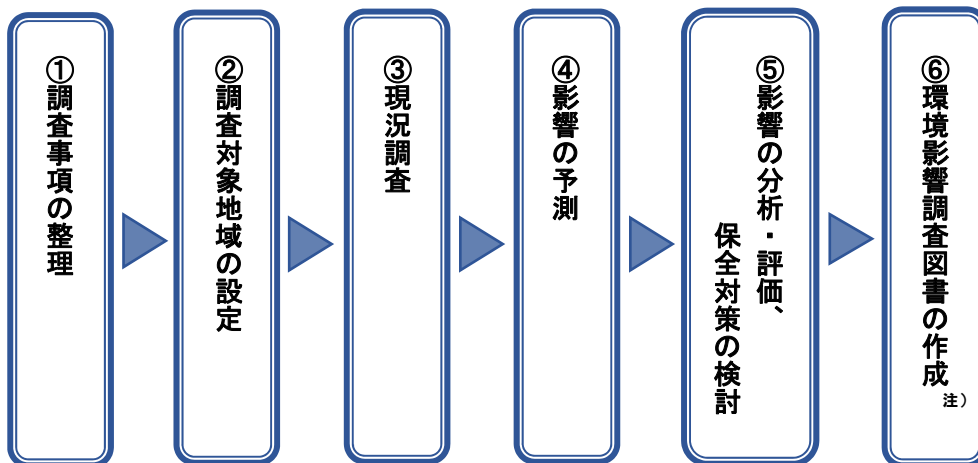 ①調査事項の整理
②調査対象地域の設定
③現況調査
④影響の予測
⑤影響の分析・評価、
保全対策の検討
⑥環境影響調査図書の作成
注）